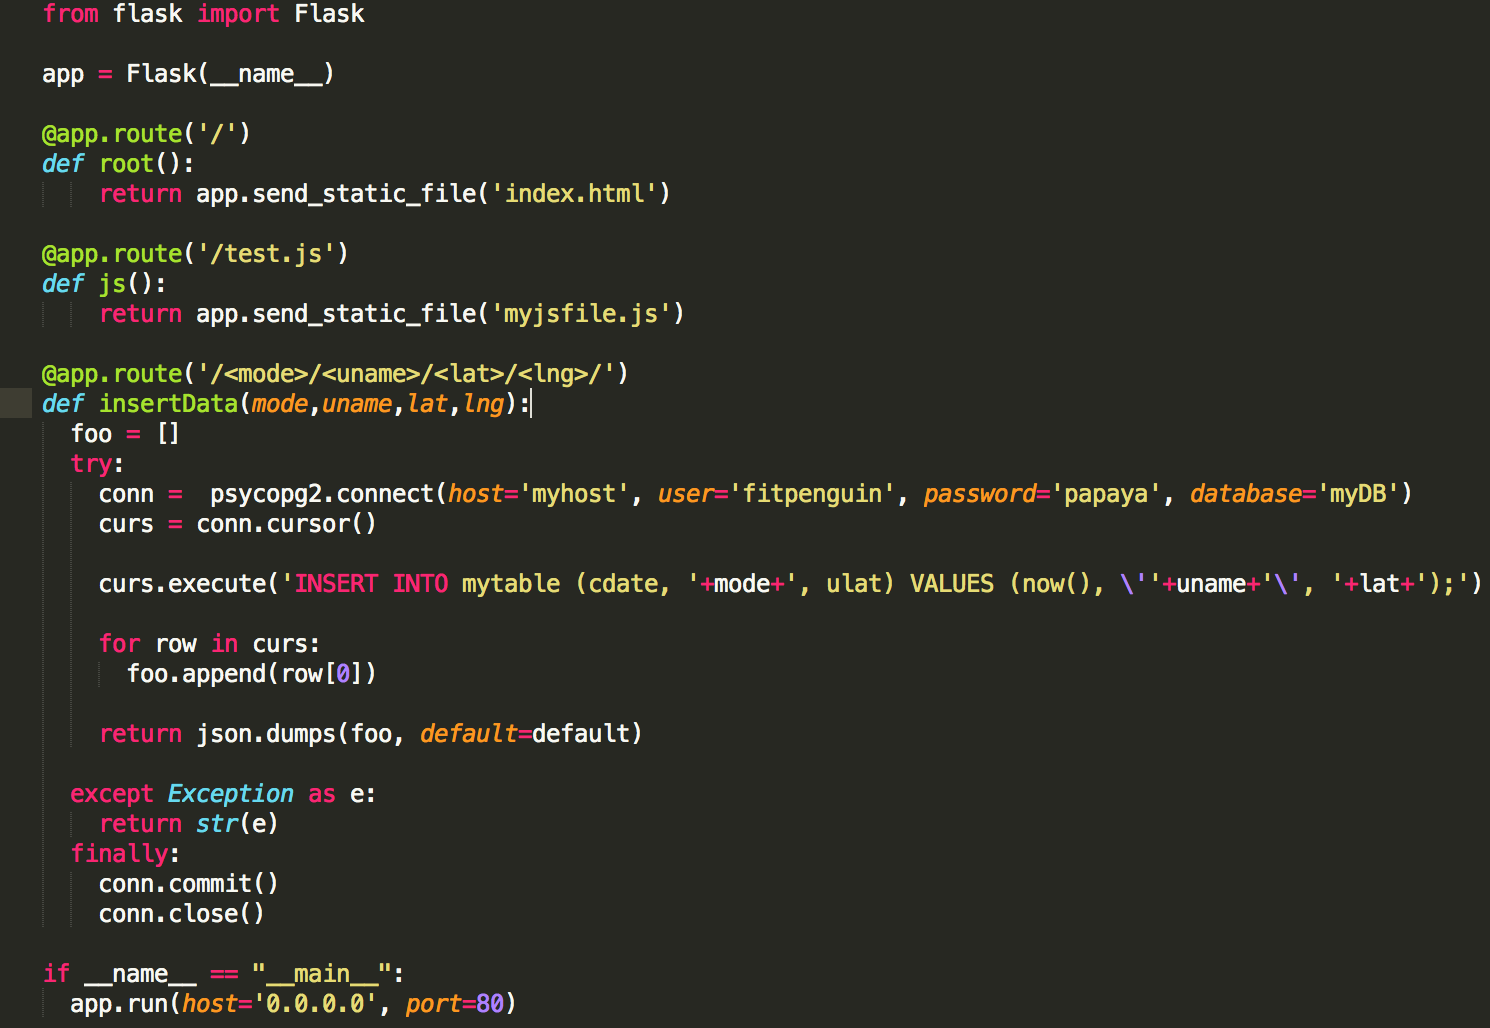 from flask import Flask
app = Flask(__name__)
@app.route('/')
def root():
return app.send_static_file('index.html')
@app.route('/test.js')
def js():
return app.send_static_file('myjsfile.js')
@app.route('/<mode>/<uname>/<lat>/<lng>/')
def insertData(mode,uname,lat,lng):
foo = []
try:
conn =  psycopg2.connect(host='myhost', user='fitpenguin', password='papaya', database='myDB')
curs = conn.cursor()
curs.execute('INSERT INTO mytable (cdate, '+mode+', ulat) VALUES (now(), \''+uname+'\', '+lat+');')
for row in curs:
foo.append(row[0])
return json.dumps(foo, default=default)
except Exception as e:
return str(e)
finally:
conn.commit()
conn.close()
if __name__ == "__main__":
app.run(host='0.0.0.0', port=80)